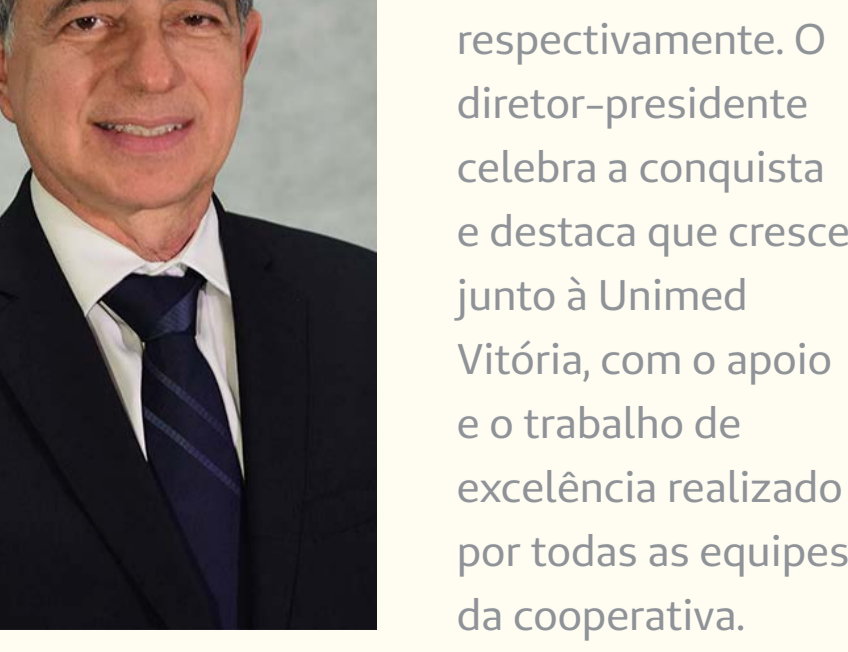 respectivamente. O
diretor-presidente
celebra a conquista
e destaca que cresce
junto à Unimed
Vitória, com o apoio
e o trabalho de
excelência realizado
por todas as equipes
da cooperativa.